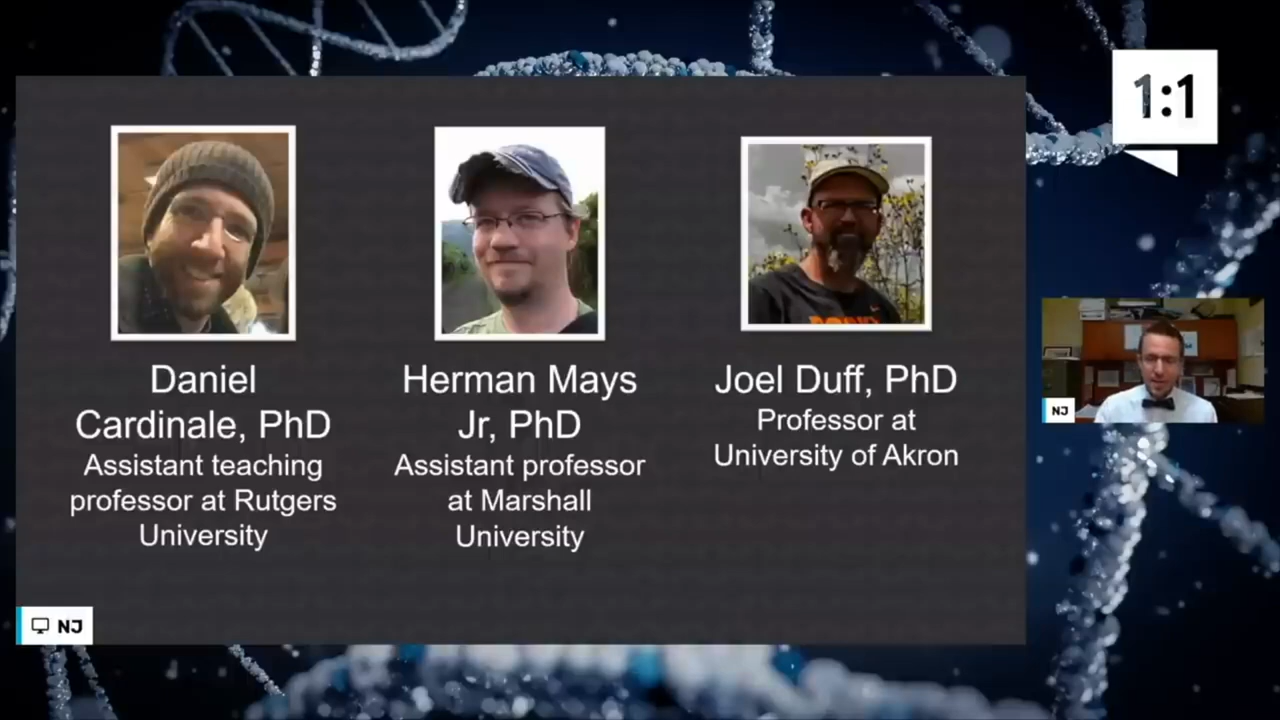 1:1
Daniel
Cardinale, PhD
Assistant teaching
professor at Rutgers
University
Herman Mays
Jr, PhD
Assistant professor
at Marshall
University
Joel Duff, PhD
Professor at
University of Akron
NJ
NJ